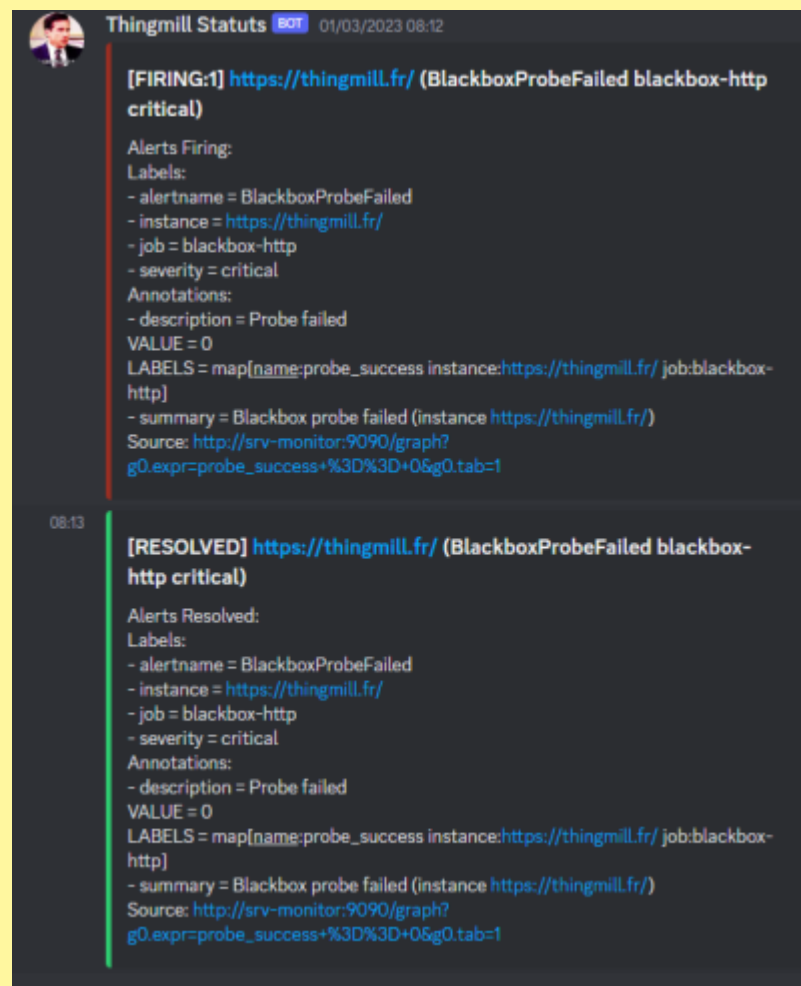 Thingmill Statuts BOT 01/03/2023 08:12
[FIRING:1] https://thingmill.fr/ (BlackboxProbeFailed blackbox-http
critical)
Alerts Firing:
Labels:
- alertname = BlackboxProbeFailed
- instance = https://thingmill.fr/
- job = blackbox-http
- severity = critical
Annotations:
- description = Probe failed
VALUE = 0
LABELS = map[name:probe_success instance:https://thingmill.fr/ job:blackbox-
http]
- summary = Blackbox probe failed (instance https://thingmill.fr/)
Source: http://srv-monitor:9090/graph?
g0.expr=probe_success+%3D%3D+0&g0.tab=1
08:13
[RESOLVED] https://thingmill.fr/ (BlackboxProbeFailed blackbox-
http critical)
Alerts Resolved:
Labels:
- alertname = BlackboxProbeFailed
- instance = https://thingmill.fr/
- job = blackbox-http
- severity = critical
Annotations:
- description = Probe failed
VALUE = 0
LABELS = map[name:probe_success instance:https://thingmill.fr/ job:blackbox-
http]
- summary = Blackbox probe failed (instance https://thingmill.fr/)
Source: http://srv-monitor:9090/graph?
g0.expr=probe_success+%3D%3D+0&g0.tab=1